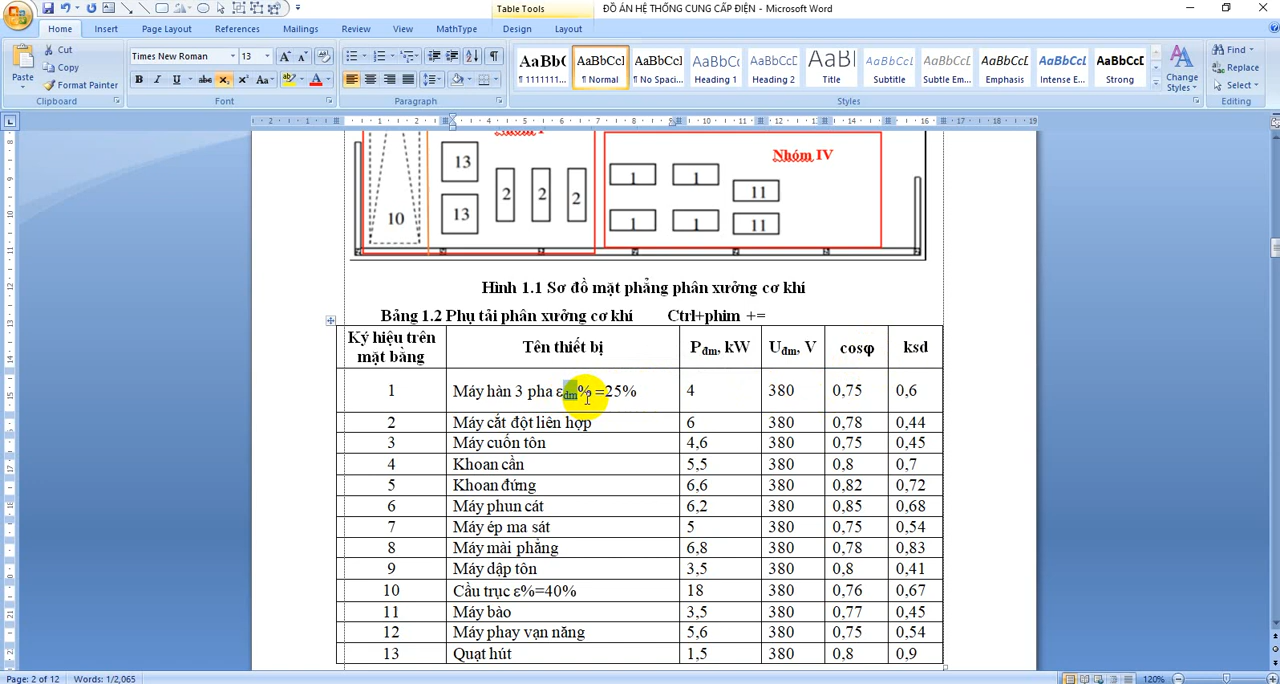 Table Tools
ĐỒ ÁN HỆ THỐNG CUNG CẤP ĐIỆN - Microsoft Word
Home Insert Page Layout References Mailings Review View MathType Design Layout
Paste
Cut
Copy
Format Painter
Clipboard
Times New Roman 13
B I U abc X₂ X² Aa
Font
Paragraph
AaBb( AaBbCcI AaBbCcI AaBbCcI AaBbCcI AaBl AaBbCcI AaBbCcI AaBbCcI AaBbCcI AaBbCcI
¶ 1111111... ¶ Normal ¶ No Spaci... Heading 1 Heading 2 Title Subtitle Subtle Em... Emphasis Intense E... Strong
Styles
Change Styles
Find
Replace
Select
Editing
Nhóm IV
13 2 2 2 1 1 11
10 13 1 1 11
Hình 1.1 Sơ đồ mặt phẳng phân xưởng cơ khí
Bảng 1.2 Phụ tải phân xưởng cơ khí Ctrl+phim +=
Ký hiệu trên mặt bằng Tên thiết bị Pđm, kW Uđm, V cosφ ksd
1 Máy hàn 3 pha εđm% =25% 4 380 0,75 0,6
2 Máy cắt đột liên hợp 6 380 0,78 0,44
3 Máy cuốn tôn 4,6 380 0,75 0,45
4 Khoan cần 5,5 380 0,8 0,7
5 Khoan đứng 6,6 380 0,82 0,72
6 Máy phun cát 6,2 380 0,85 0,68
7 Máy ép ma sát 5 380 0,75 0,54
8 Máy mài phẳng 6,8 380 0,78 0,83
9 Máy dập tôn 3,5 380 0,8 0,41
10 Cầu trục ε%=40% 18 380 0,76 0,67
11 Máy bào 3,5 380 0,77 0,45
12 Máy phay vạn năng 5,6 380 0,75 0,54
13 Quạt hút 1,5 380 0,8 0,9
Page: 2 of 12 Words: 1/2,065 120%